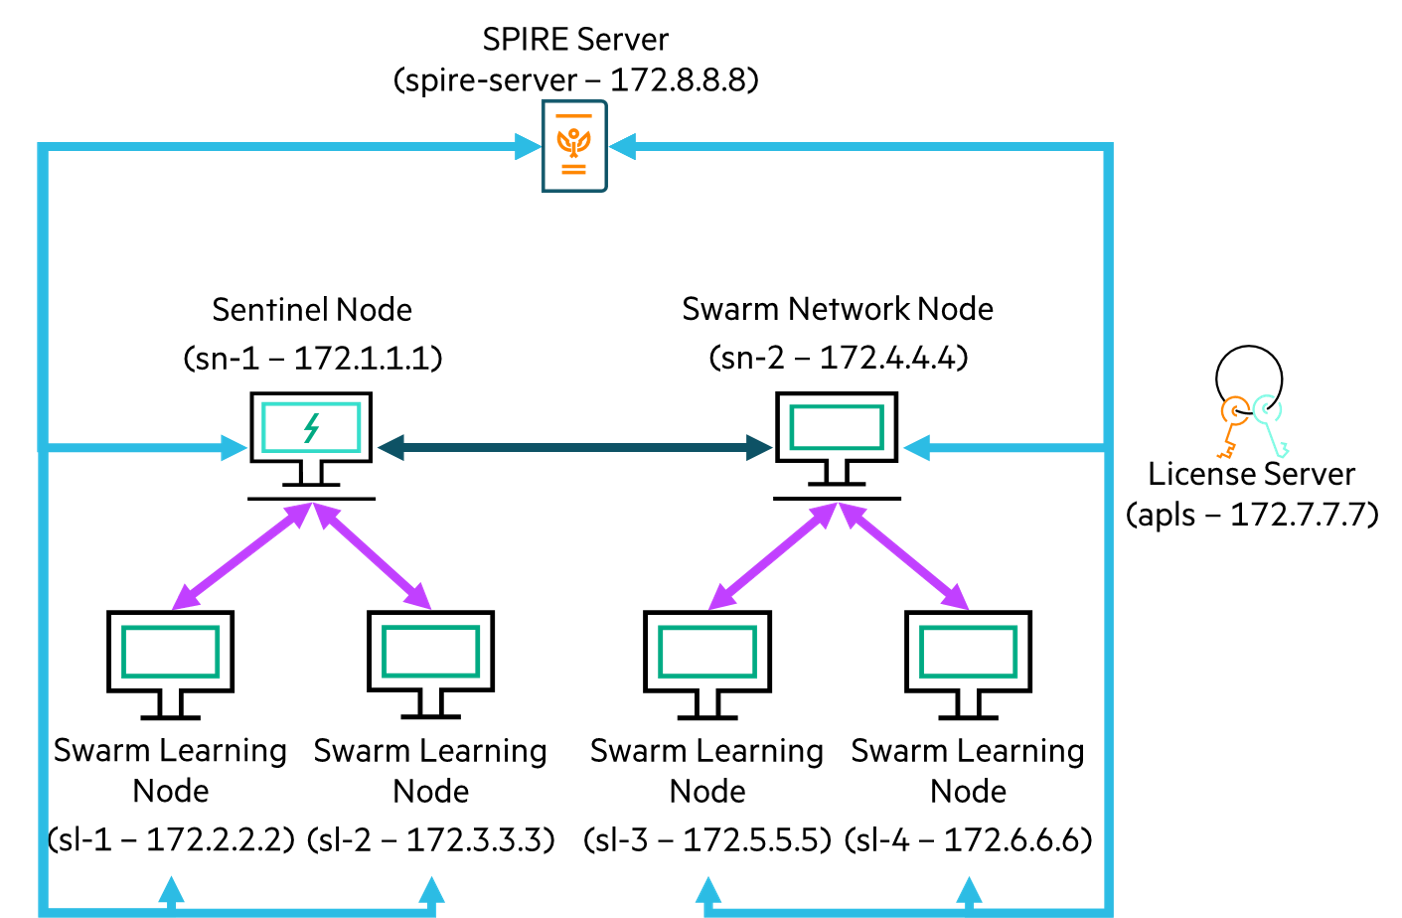 SPIRE Server
(spire-server – 172.8.8.8)
Sentinel Node
(sn-1 – 172.1.1.1)
Swarm Network Node
(sn-2 – 172.4.4.4)
License Server
(apls – 172.7.7.7)
Swarm Learning
Node
(sl-1 – 172.2.2.2)
Swarm Learning
Node
(sl-2 – 172.3.3.3)
Swarm Learning
Node
(sl-3 – 172.5.5.5)
Swarm Learning
Node
(sl-4 – 172.6.6.6)